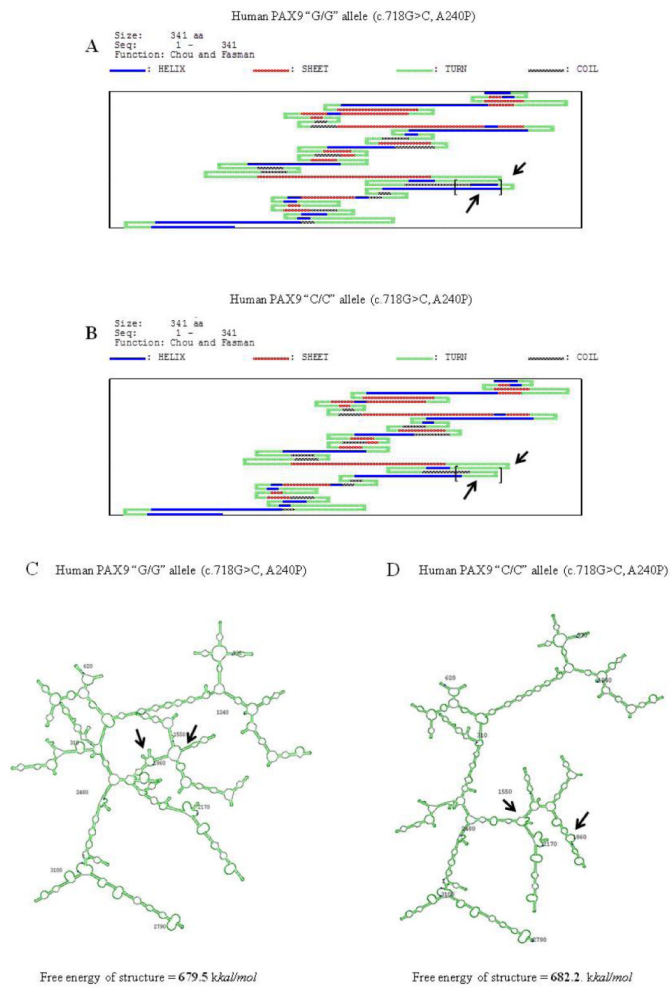 Human PAX9 “G/G” allele (c.718G>C, A240P)
A
Size: 341 aa
Seq: 1 - 341
Function: Chou and Fasman
: HELIX : SHEET : TURN : COIL
Human PAX9 “C/C” allele (c.718G>C, A240P)
B
Size: 341 aa
Seq: 1 - 341
Function: Chou and Fasman
: HELIX : SHEET : TURN : COIL
C Human PAX9 “G/G” allele (c.718G>C, A240P)
D Human PAX9 “C/C” allele (c.718G>C, A240P)
620
1240
310
1550
1860
2480
2170
3100
2790
620
310
1550
1860
2480
2170
3100
2790
Free energy of structure = 679.5 kkal/mol
Free energy of structure = 682.2. kkal/mol